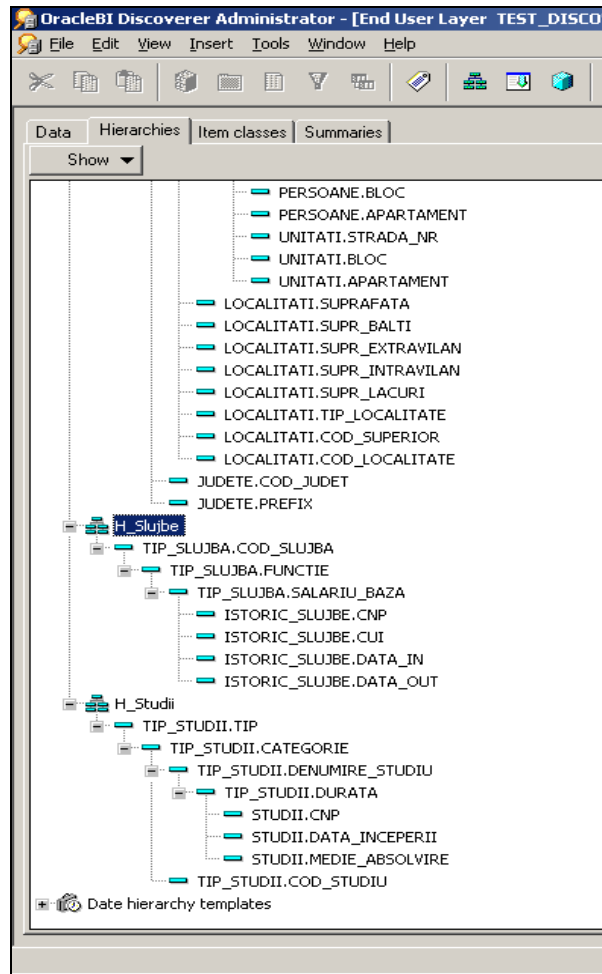 OracleBI Discoverer Administrator - [End User Layer TEST_DISCO
File Edit View Insert Tools Window Help
Data Hierarchies Item classes Summaries
Show
PERSOANE.BLOC
PERSOANE.APARTAMENT
UNITATI.STRADA_NR
UNITATI.BLOC
UNITATI.APARTAMENT
LOCALITATI.SUPRAFATA
LOCALITATI.SUPR_BALTI
LOCALITATI.SUPR_EXTRAVILAN
LOCALITATI.SUPR_INTRAVILAN
LOCALITATI.SUPR_LACURI
LOCALITATI.TIP_LOCALITATE
LOCALITATI.COD_SUPERIOR
LOCALITATI.COD_LOCALITATE
JUDETE.COD_JUDET
JUDETE.PREFIX
H_Slujbe
TIP_SLUJBA.COD_SLUJBA
TIP_SLUJBA.FUNCTIE
TIP_SLUJBA.SALARIU_BAZA
ISTORIC_SLUJBE.CNP
ISTORIC_SLUJBE.CUI
ISTORIC_SLUJBE.DATA_IN
ISTORIC_SLUJBE.DATA_OUT
H_Studii
TIP_STUDII.TIP
TIP_STUDII.CATEGORIE
TIP_STUDII.DENUMIRE_STUDIU
TIP_STUDII.DURATA
STUDII.CNP
STUDII.DATA_INCEPERII
STUDII.MEDIE_ABSOLVIRE
TIP_STUDII.COD_STUDIU
Date hierarchy templates